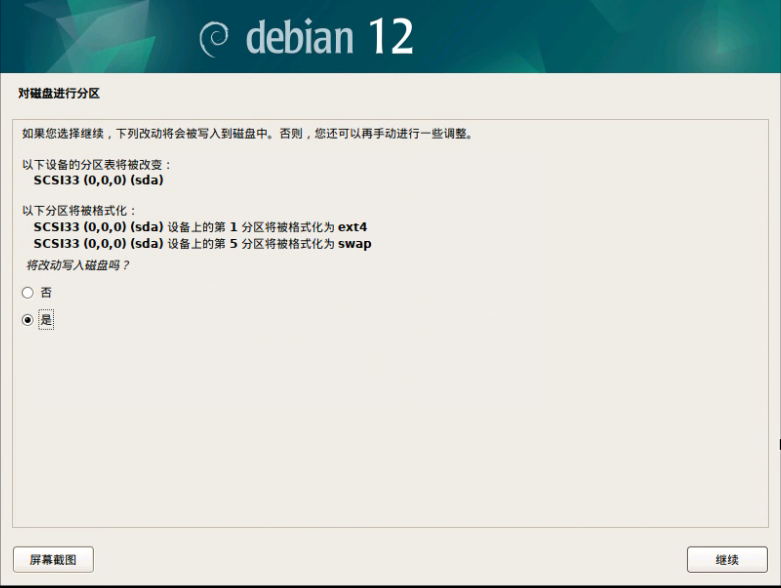 debian 12
对磁盘进行分区
如果您选择继续，下列改动将会被写入到磁盘中。否则，您还可以再手动进行一些调整。
以下设备的分区表将被改变：
SCSI33 (0,0,0) (sda)
以下分区将被格式化：
SCSI33 (0,0,0) (sda) 设备上的第 1 分区将被格式化为 ext4
SCSI33 (0,0,0) (sda) 设备上的第 5 分区将被格式化为 swap
将改动写入磁盘吗？
否
是
屏幕截图
继续